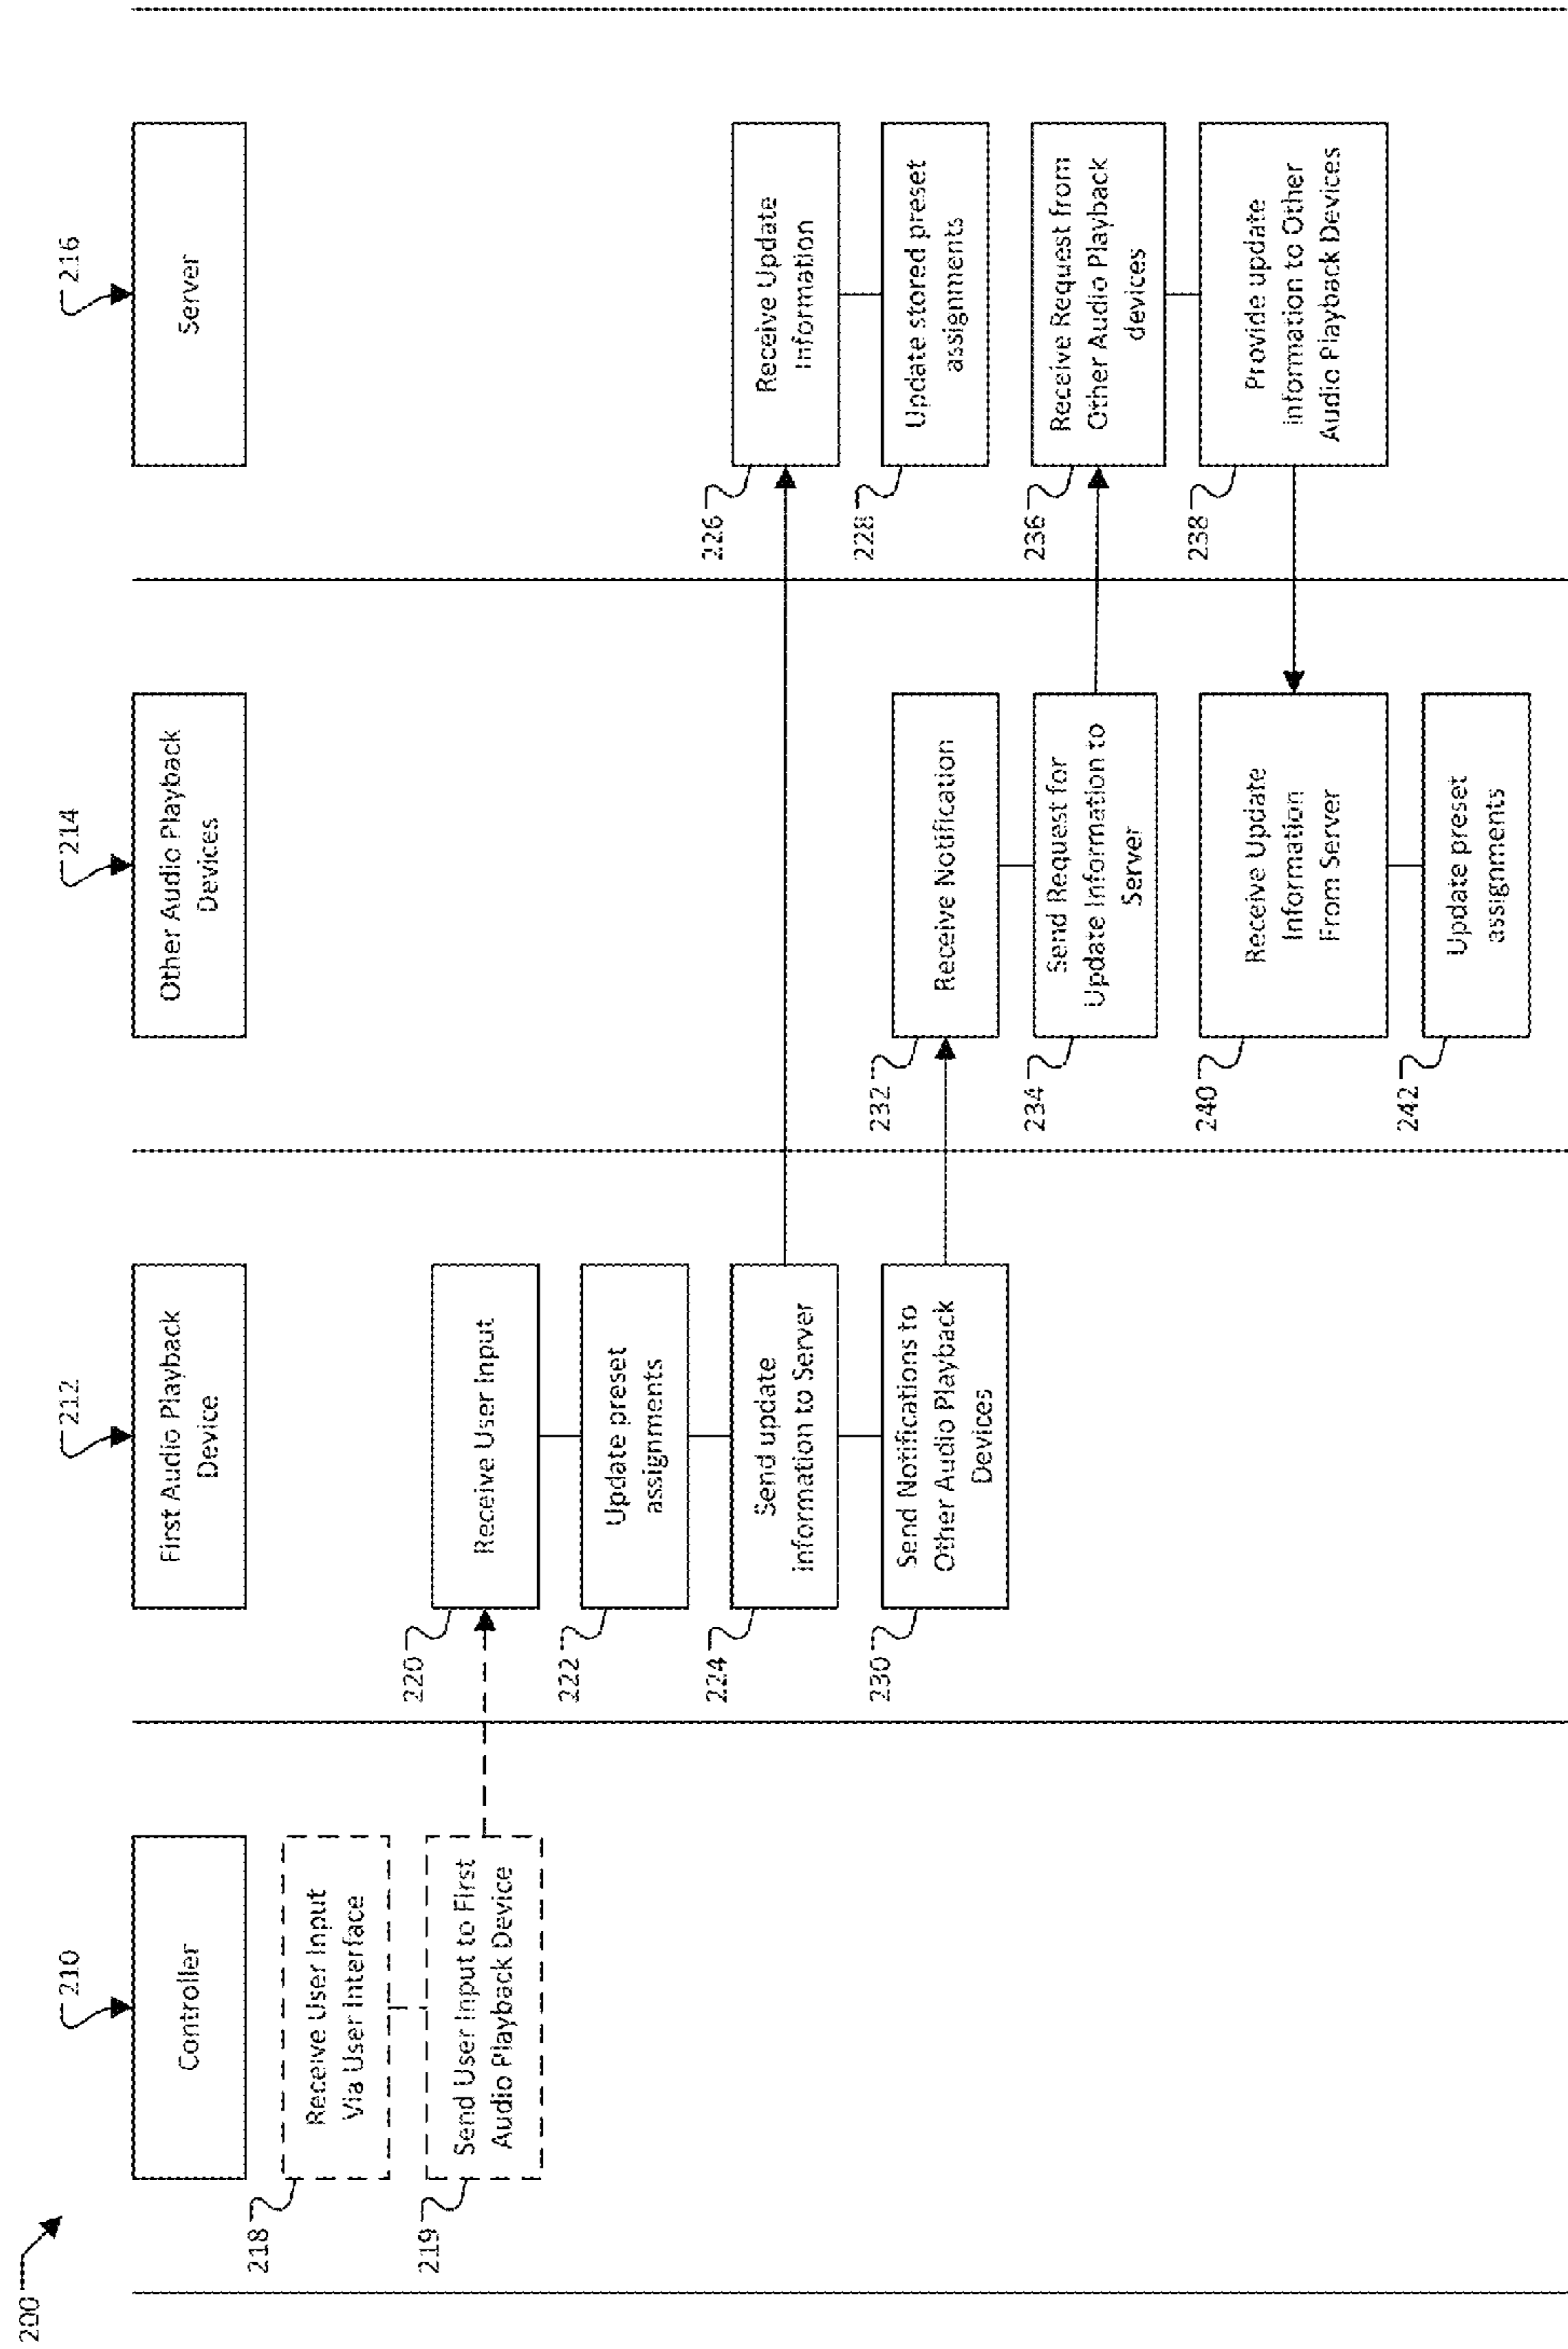 200
210
Controller
218
Receive User Input
Via User Interface
219
Send User Input to First
Audio Playback Device
212
First Audio Playback
Device
220
Receive User Input
222
Update preset
assignments
224
Send update
information to Server
230
Send Notifications to
Other Audio Playback
Devices
214
Other Audio Playback
Devices
232
Receive Notification
234
Send Request for
Update Information to
Server
240
Receive Update
Information
From Server
242
Update preset
assignments
216
Server
226
Receive Update
Information
228
Update stored preset
assignments
236
Receive Request from
Other Audio Playback
devices
238
Provide update
information to Other
Audio Playback Devices